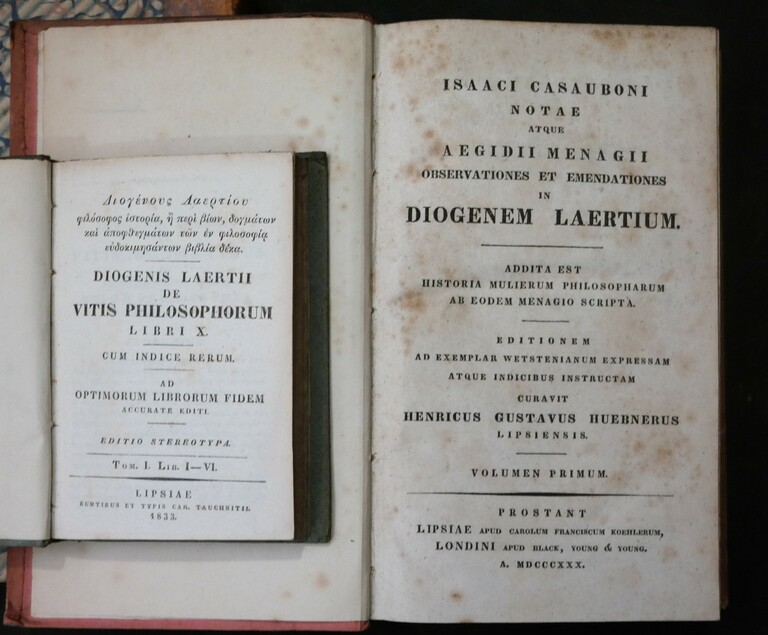 Διογένους Λαερτίου
φιλόσοφος ἱστορία, ἢ περὶ βίων, δογμάτων
καὶ ἀποφθεγμάτων τῶν ἐν φιλοσοφίᾳ
εὐδοκιμησάντων βιβλία δέκα.
DIOGENIS LAERTII
DE
VITIS PHILOSOPHORUM
LIBRI X.
CUM INDICE RERUM.
AD
OPTIMORUM LIBRORUM FIDEM
ACCURATE EDITI.
EDITIO STEREOTYPA.
TOM. I. LIB. I—VI.
LIPSIAE
SUMTIBUS ET TYPIS CAR. TAUCHNITII.
1833.
ISAACI CASAUBONI
NOTAE
ATQUE
AEGIDII MENAGII
OBSERVATIONES ET EMENDATIONES
IN
DIOGENEM LAERTIUM.
ADDITA EST
HISTORIA MULIERUM PHILOSOPHARUM
AB EODEM MENAGIO SCRIPTA.
EDITIONEM
AD EXEMPLAR WETSTENIANUM EXPRESSAM
ATQUE INDICIBUS INSTRUCTAM
CURAVIT
HENRICUS GUSTAVUS HUEBNERUS
LIPSIENSIS.
VOLUMEN PRIMUM.
PROSTANT
LIPSIAE APUD CAROLUM FRANCISCUM KOEHLERUM,
LONDINI APUD BLACK, YOUNG & YOUNG.
A. MDCCCXXX.